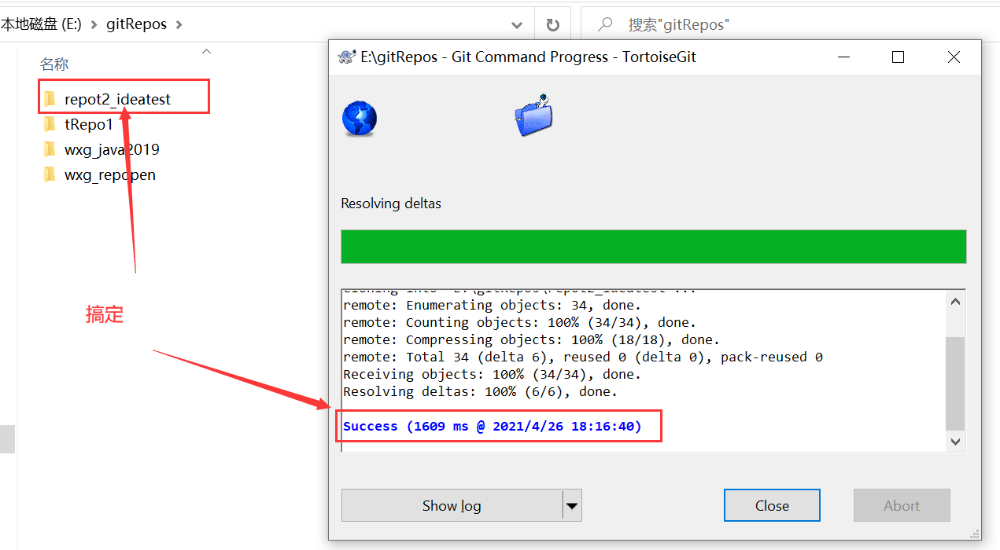 本地磁盘 (E:) > gitRepos >
搜索"gitRepos"
名称
repot2_ideatest
tRepo1
wxg_java2019
wxg_repopen
搞定
E:\gitRepos - Git Command Progress - TortoiseGit
Resolving deltas
Cloning into 'E:\gitRepos\repot2_ideatest'...
remote: Enumerating objects: 34, done.
remote: Counting objects: 100% (34/34), done.
remote: Compressing objects: 100% (18/18), done.
remote: Total 34 (delta 6), reused 0 (delta 0), pack-reused 0
Receiving objects: 100% (34/34), done.
Resolving deltas: 100% (6/6), done.
Success (1609 ms @ 2021/4/26 18:16:40)
Show log
Close
Abort